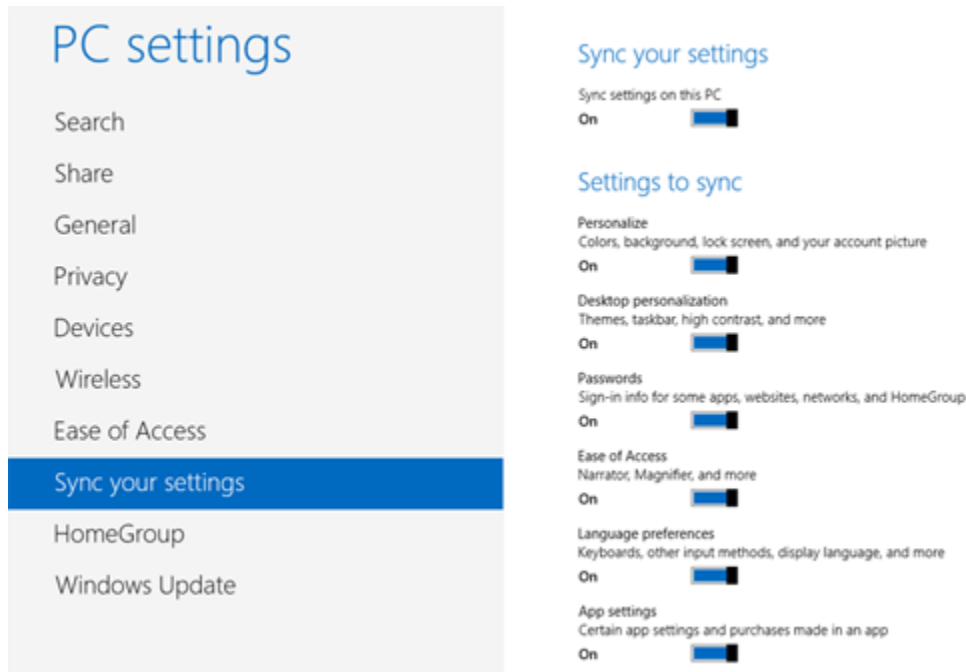 PC settings
Search
Share
General
Privacy
Devices
Wireless
Ease of Access
Sync your settings
HomeGroup
Windows Update
Sync your settings
Sync settings on this PC
On
Settings to sync
Personalize
Colors, background, lock screen, and your account picture
On
Desktop personalization
Themes, taskbar, high contrast, and more
On
Passwords
Sign-in info for some apps, websites, networks, and HomeGroup
On
Ease of Access
Narrator, Magnifier, and more
On
Language preferences
Keyboards, other input methods, display language, and more
On
App settings
Certain app settings and purchases made in an app
On